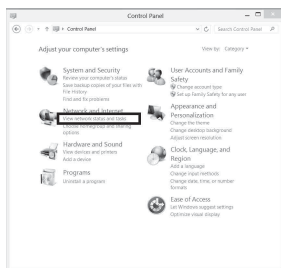 Control Panel
Control Panel
Search Control Panel
Adjust your computer's settings
View by: Category
System and Security
Review your computer's status
Save backup copies of your files with
File History
Find and fix problems
Network and Internet
View network status and tasks
Choose homegroup and sharing
options
Hardware and Sound
View devices and printers
Add a device
Programs
Uninstall a program
User Accounts and Family
Safety
Change account type
Set up Family Safety for any user
Appearance and
Personalization
Change the theme
Change desktop background
Adjust screen resolution
Clock, Language, and
Region
Add a language
Change input methods
Change date, time, or number
formats
Ease of Access
Let Windows suggest settings
Optimize visual display